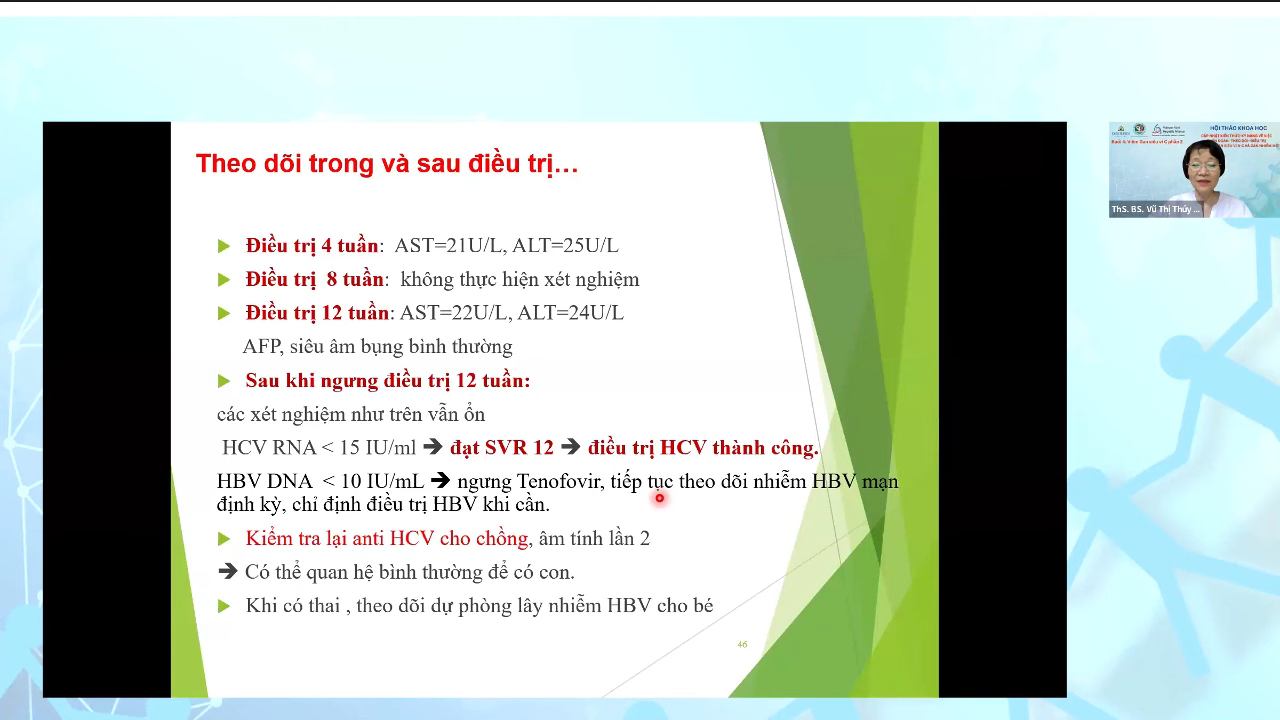 Theo dõi trong và sau điều trị...
Điều trị 4 tuần: AST=21U/L, ALT=25U/L
Điều trị 8 tuần: không thực hiện xét nghiệm
Điều trị 12 tuần: AST=22U/L, ALT=24U/L
AFP, siêu âm bụng bình thường
Sau khi ngưng điều trị 12 tuần:
các xét nghiệm như trên vẫn ổn
HCV RNA < 15 IU/ml ➔ đạt SVR 12 ➔ điều trị HCV thành công.
HBV DNA < 10 IU/mL ➔ ngưng Tenofovir, tiếp tục theo dõi nhiễm HBV mạn
định kỳ, chỉ định điều trị HBV khi cần.
Kiểm tra lại anti HCV cho chồng, âm tính lần 2
➔ Có thể quan hệ bình thường để có con.
Khi có thai , theo dõi dự phòng lây nhiễm HBV cho bé
46
HỘI THẢO KHOA HỌC
ThS. BS. Vũ Thị Thúy ...